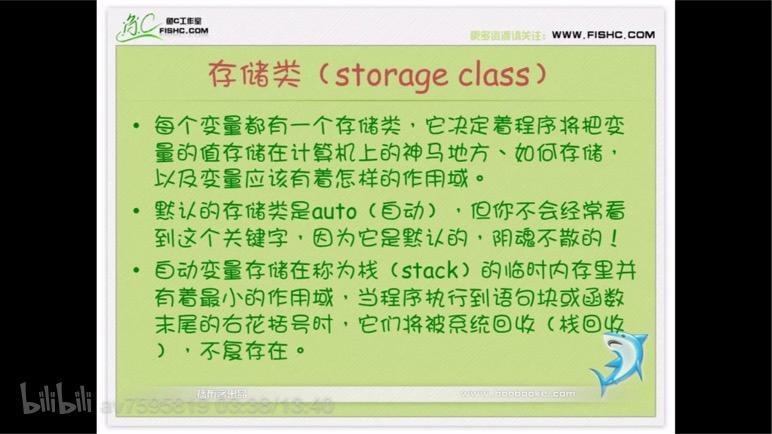 鱼C工作室
FISHC.COM
更多资源请关注：WWW.FISHC.COM
存储类（storage class）
• 每个变量都有一个存储类，它决定着程序将把变
量的值存储在计算机上的神马地方、如何存储，
以及变量应该有着怎样的作用域。
• 默认的存储类是auto（自动），但你不会经常看
到这个关键字，因为它是默认的，阴魂不散的！
• 自动变量存储在称为栈（stack）的临时内存里并
有着最小的作用域，当程序执行到语句块或函数
末尾的右花括号时，它们将被系统回收（栈回收
），不复存在。
bilibili av7595819 03:38/13:40